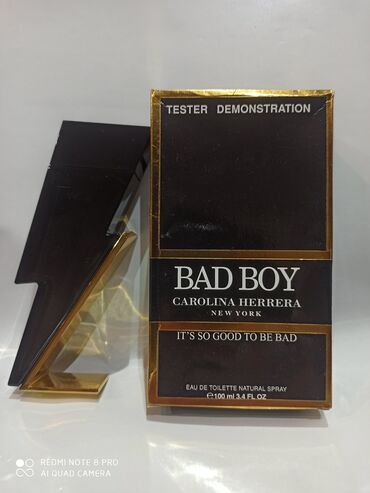 TESTER DEMONSTRATION
BAD BOY
CAROLINA HERRERA
NEW YORK
IT'S SO GOOD TO BE BAD
EAU DE TOILETTE NATURAL SPRAY
℮100 ml 3.4 FL OZ
REDMI NOTE 8 PRO
AI QUAD CAMERA